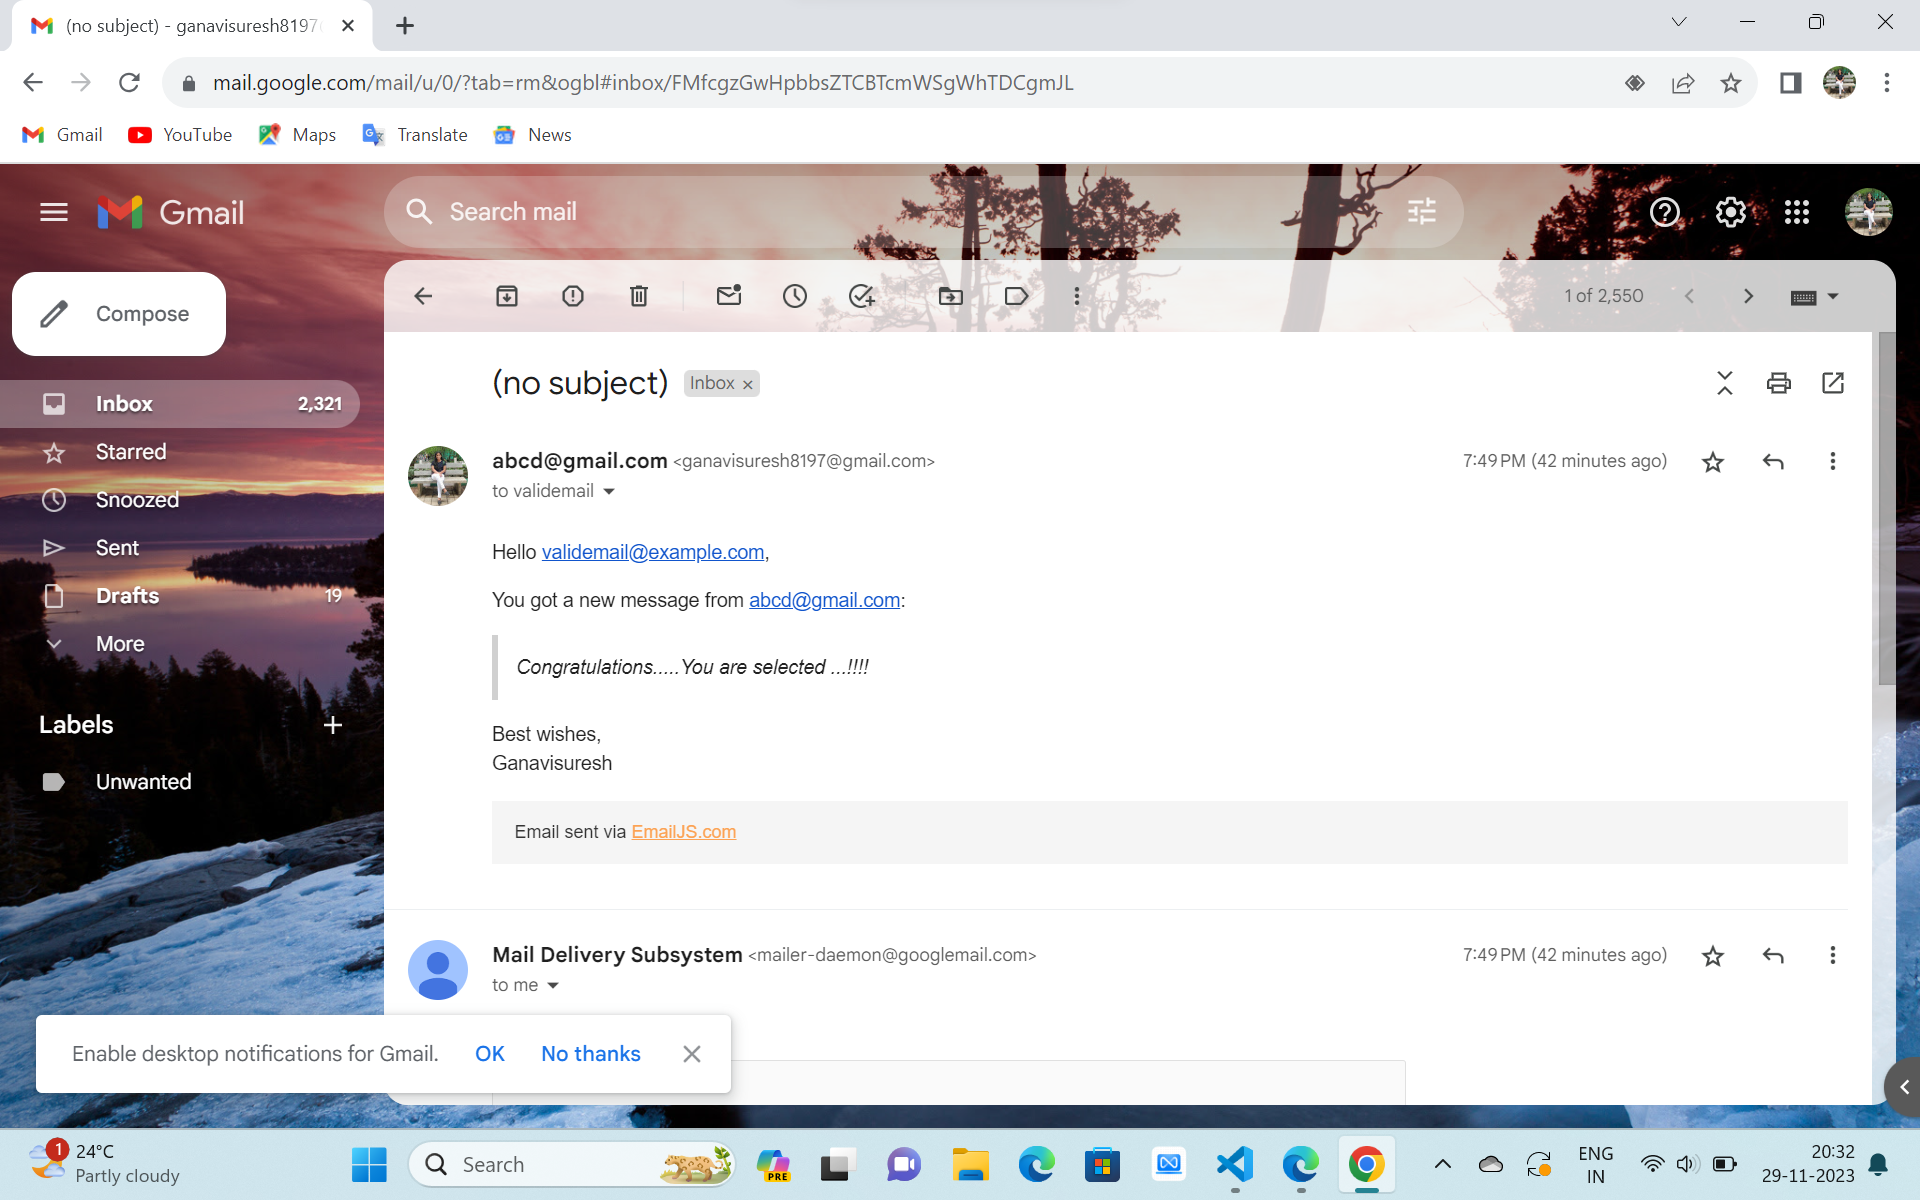 (no subject) - ganavisuresh8197
mail.google.com/mail/u/0/?tab=rm&ogbl#inbox/FMfcgzGwHpbbsZTCBTcmWSgWhTDCgmJL
Gmail YouTube Maps Translate News
Gmail
Search mail
Compose
1 of 2,550
Inbox 2,321
Starred
Snoozed
Sent
Drafts 19
More
Labels +
Unwanted
(no subject) Inbox ×
abcd@gmail.com <ganavisuresh8197@gmail.com>
7:49 PM (42 minutes ago)
to validemail
Hello validemail@example.com,
You got a new message from abcd@gmail.com:
Congratulations.....You are selected ...!!!!
Best wishes,
Ganavisuresh
Email sent via EmailJS.com
Mail Delivery Subsystem <mailer-daemon@googlemail.com>
7:49 PM (42 minutes ago)
to me
Enable desktop notifications for Gmail. OK No thanks
1
24°C
Partly cloudy
Search
PRE
ENG
IN
20:32
29-11-2023